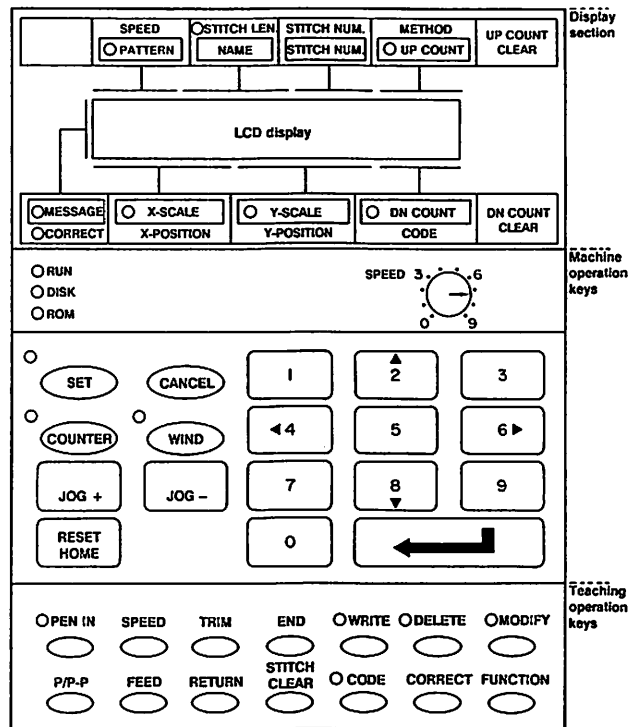 SPEED STITCH LEN. STITCH NUM. METHOD UP COUNT CLEAR
PATTERN NAME STITCH NUM. UP COUNT
Display section
LCD display
MESSAGE X-SCALE Y-SCALE DN COUNT DN COUNT CLEAR
CORRECT X-POSITION Y-POSITION CODE
Machine operation keys
RUN
DISK
ROM
SPEED 3 6
0 9
SET CANCEL 1 2 3
COUNTER WIND 4 5 6
JOG + JOG – 7 8 9
RESET HOME 0
Teaching operation keys
PEN IN SPEED TRIM END WRITE DELETE MODIFY
P/P-P FEED RETURN STITCH CLEAR CODE CORRECT FUNCTION